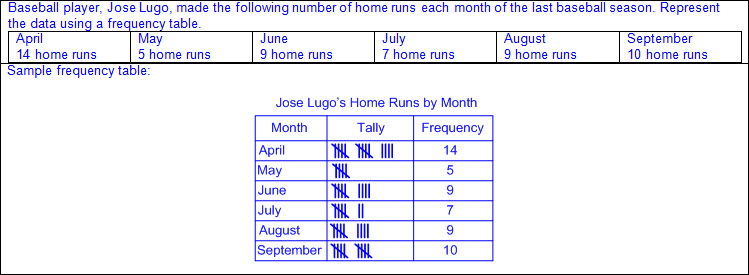 Baseball player, Jose Lugo, made the following number of home runs each month of the last baseball season. Represent
the data using a frequency table.
April May June July August September
14 home runs 5 home runs 9 home runs 7 home runs 9 home runs 10 home runs
Sample frequency table:
Jose Lugo's Home Runs by Month
Month Tally Frequency
April 14
May 5
June 9
July 7
August 9
September 10